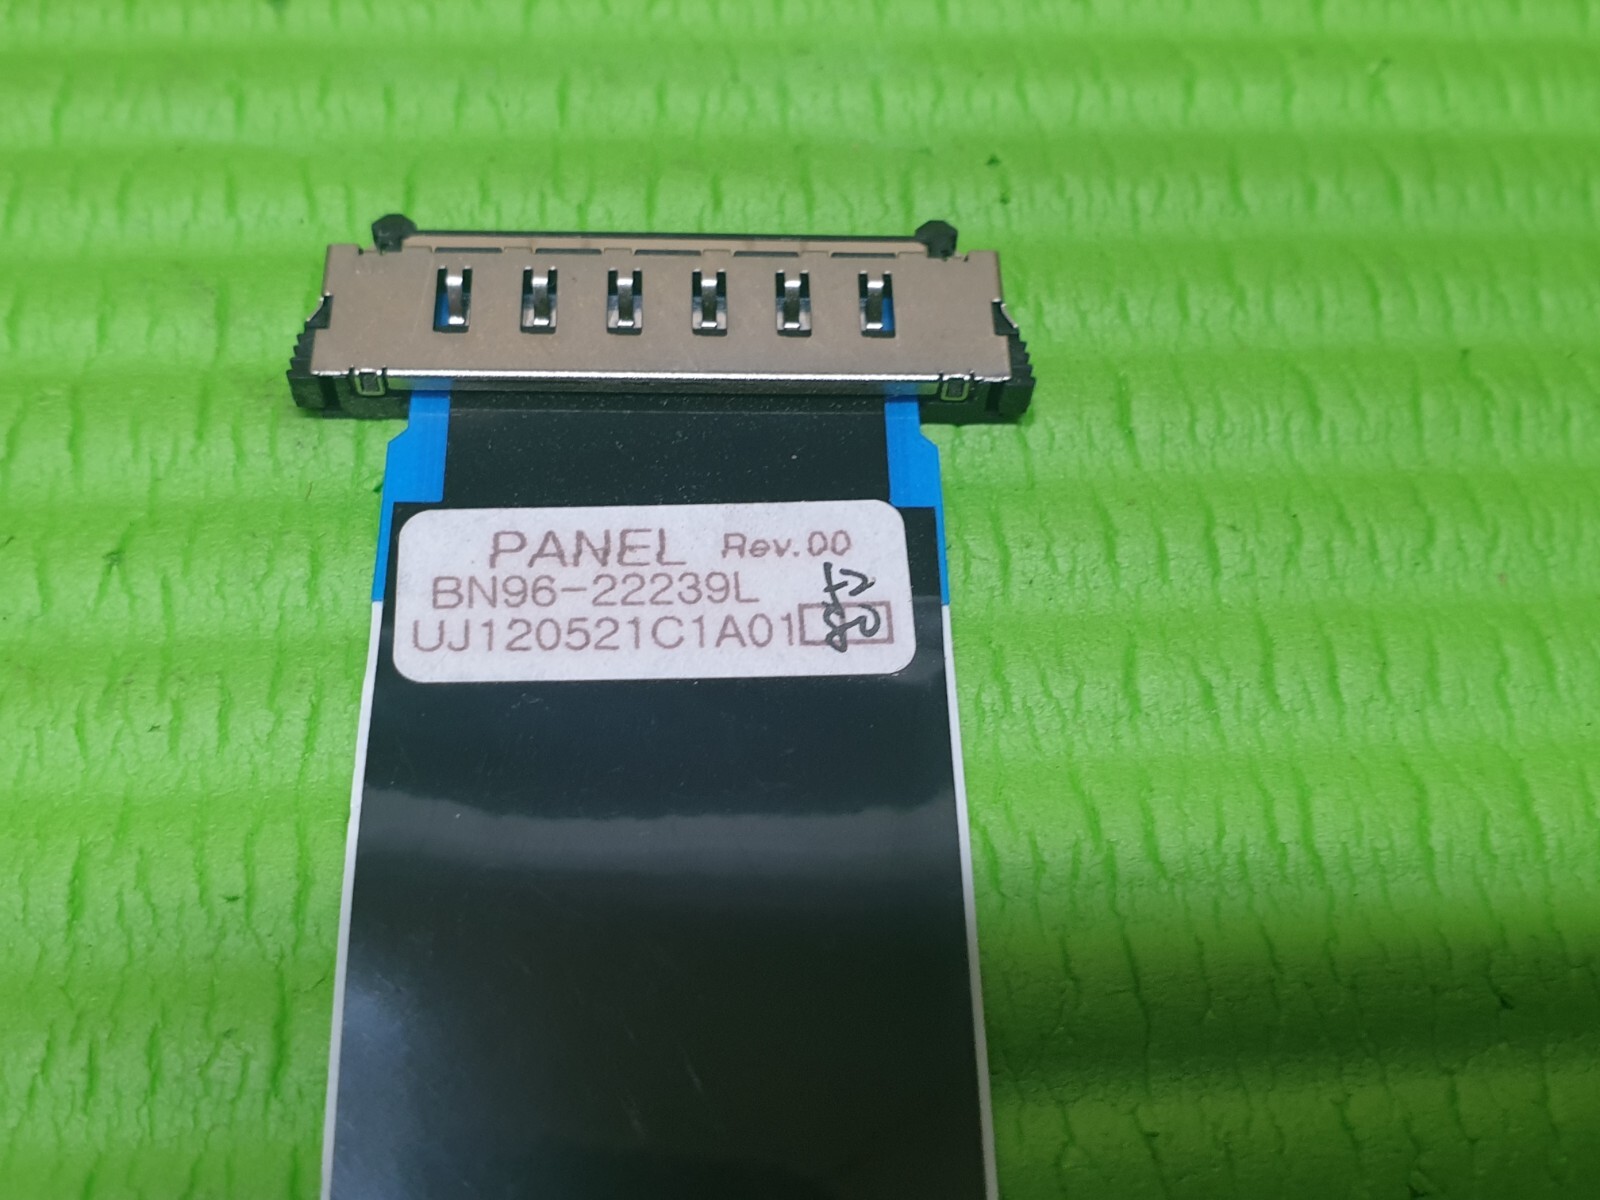 PANEL Rev.00
BN96-22239L
UJ120521C1A01